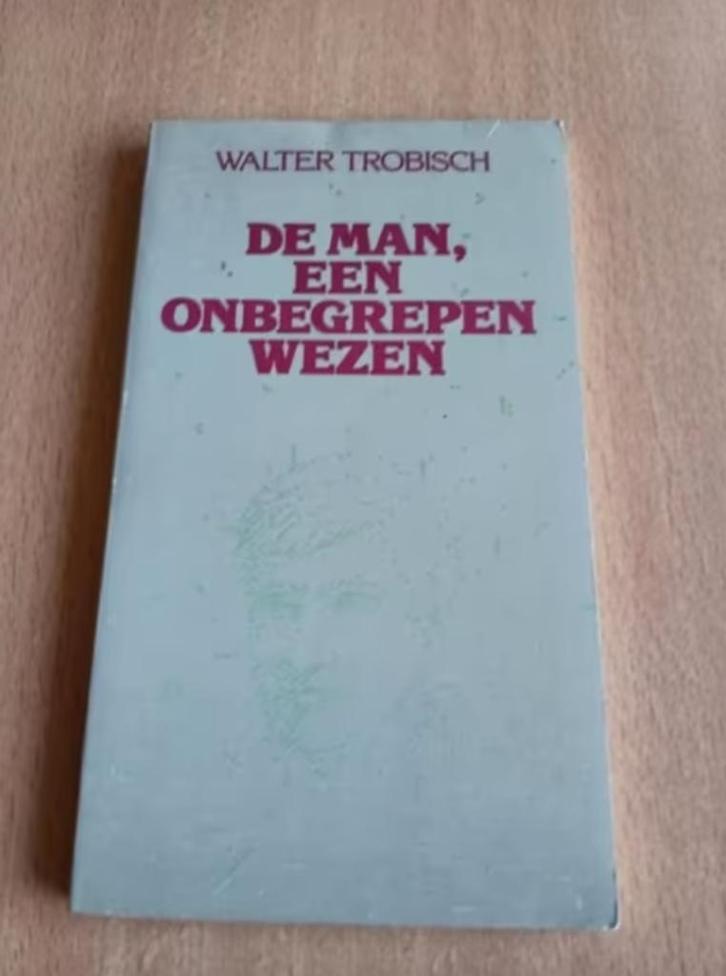 WALTER TROBISCH
DE MAN,
EEN
ONBEGREPEN
WEZEN